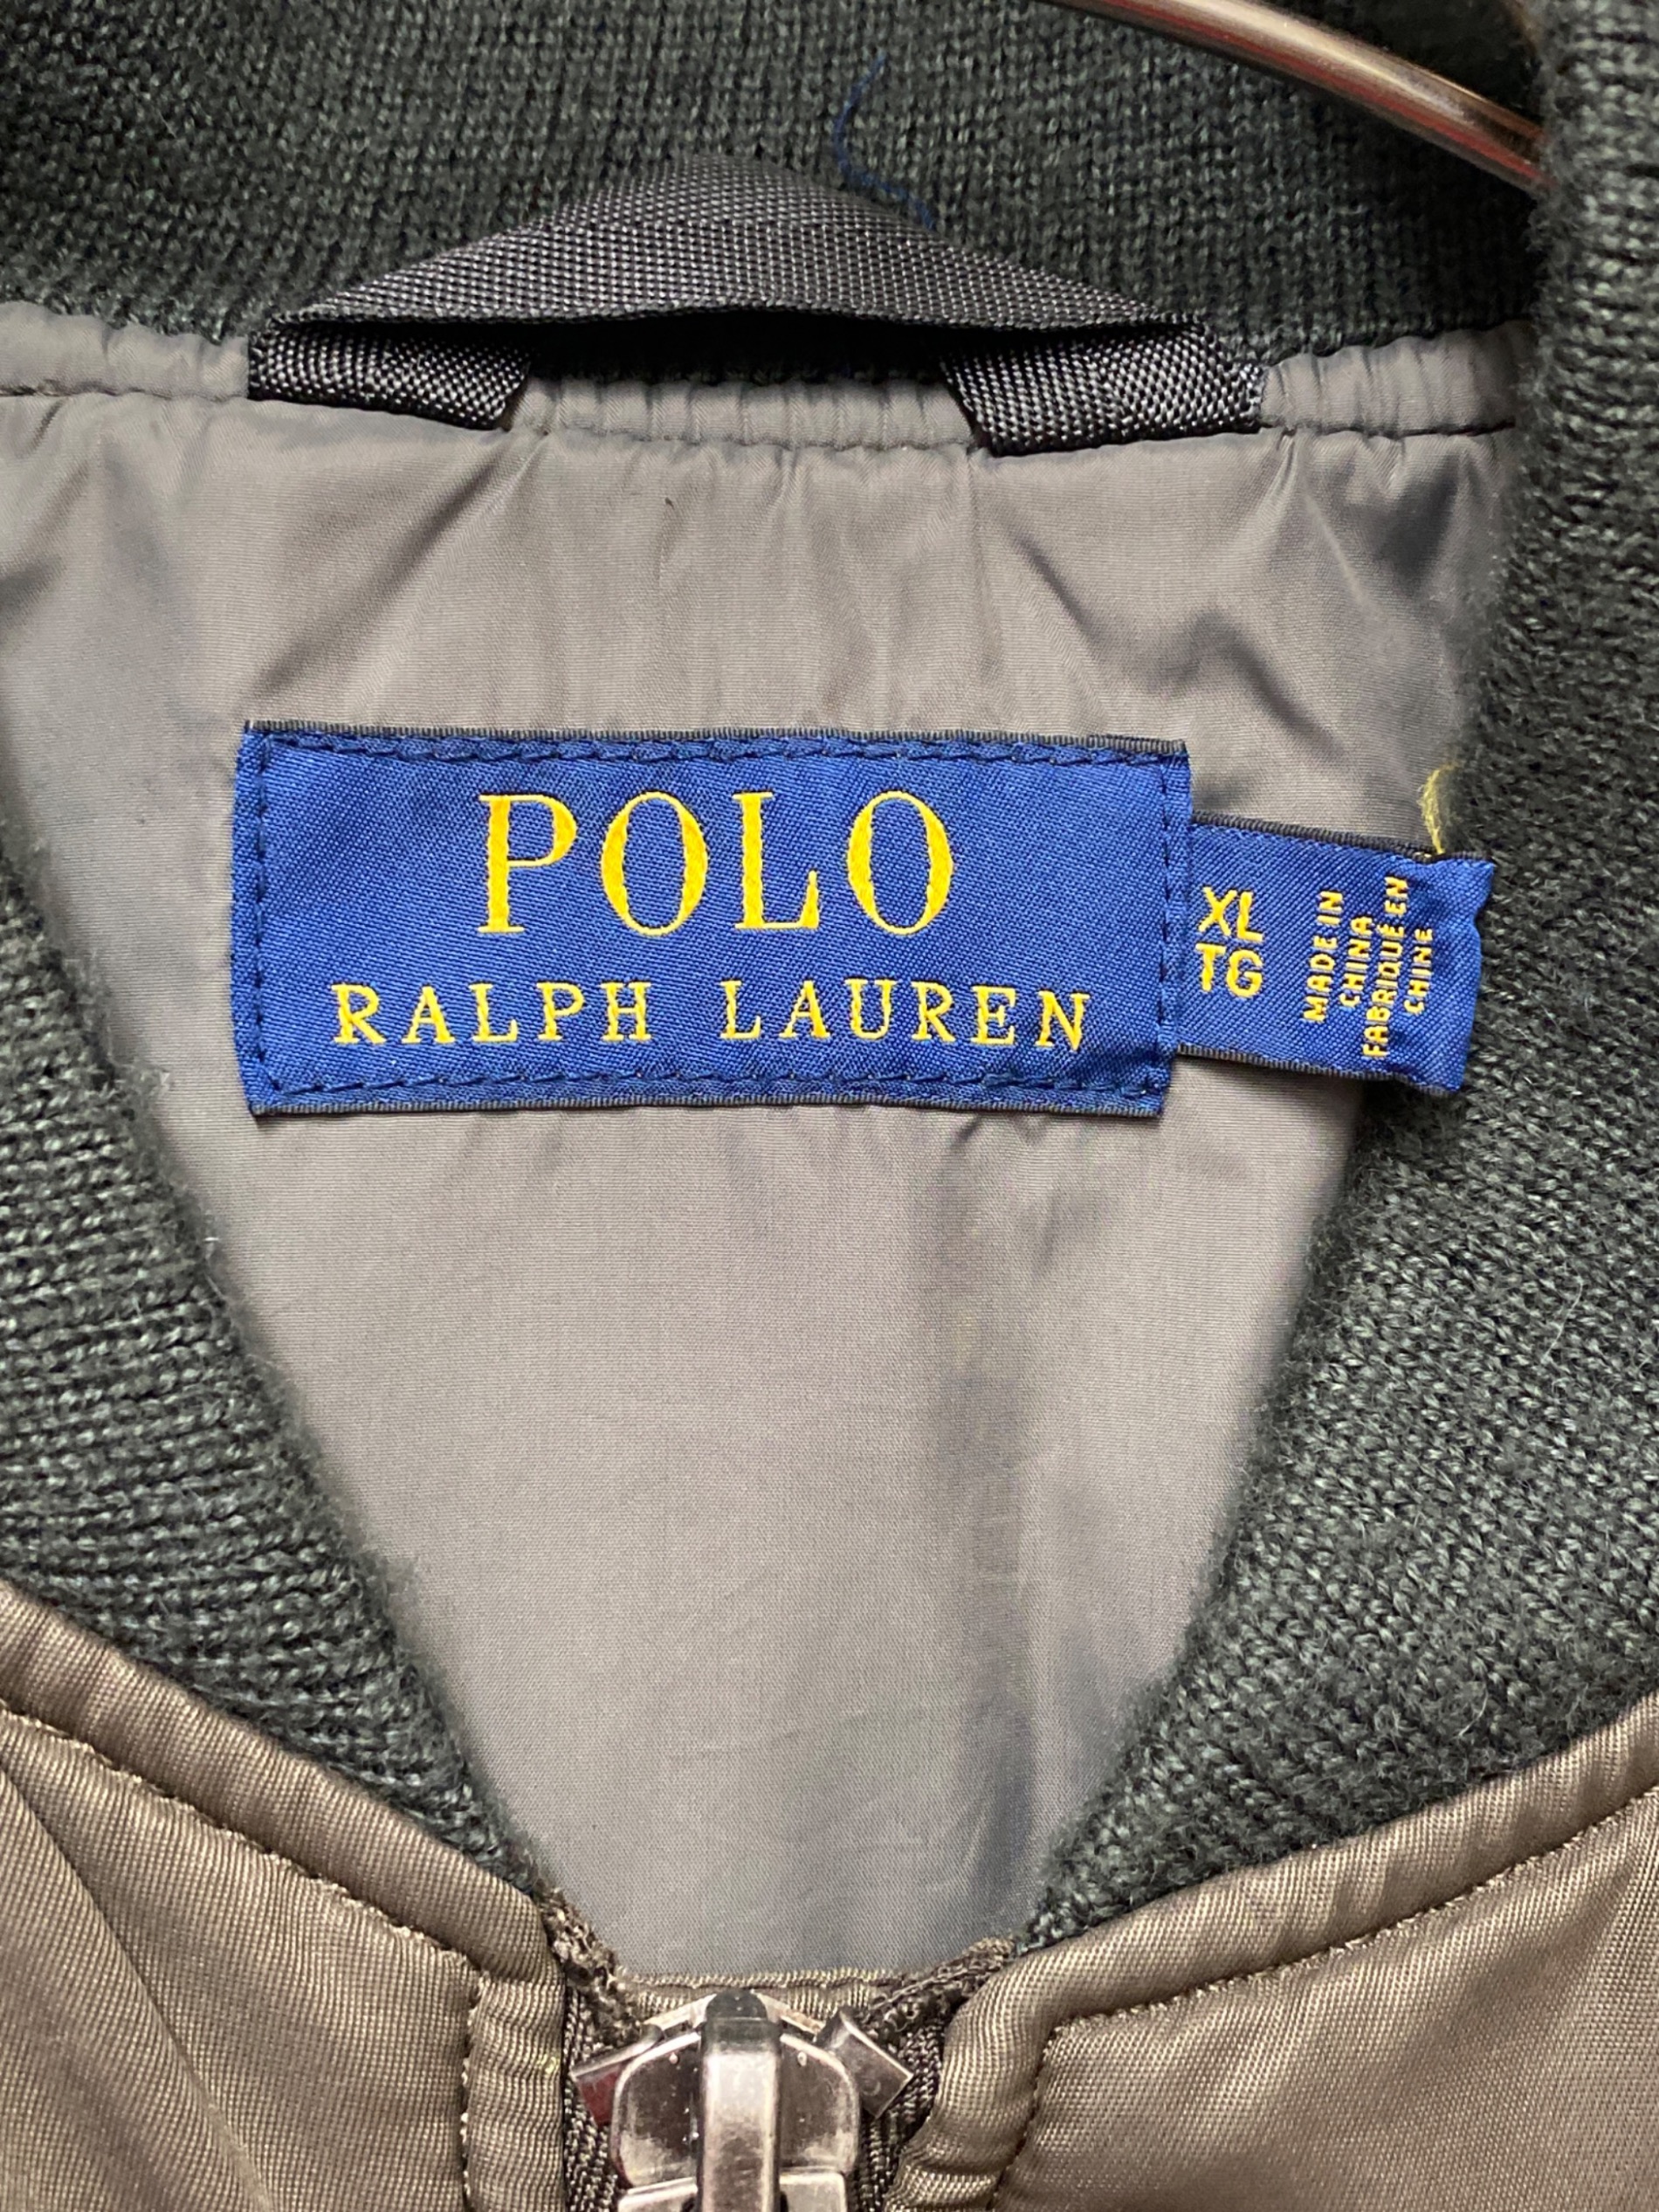 POLO
RALPH LAUREN
XL
TG
MADE IN
CHINA
FABRIQUÉ EN
CHINE